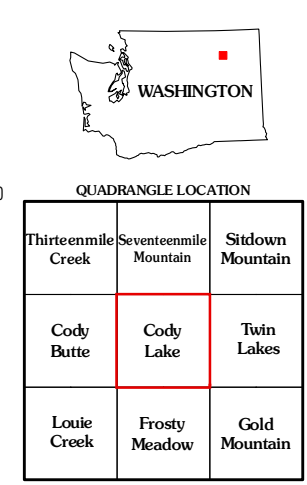 WASHINGTON
QUADRANGLE LOCATION
Thirteenmile Seventeenmile Sitdown
Creek Mountain Mountain
Cody Cody Twin
Butte Lake Lakes
Louie Frosty Gold
Creek Meadow Mountain